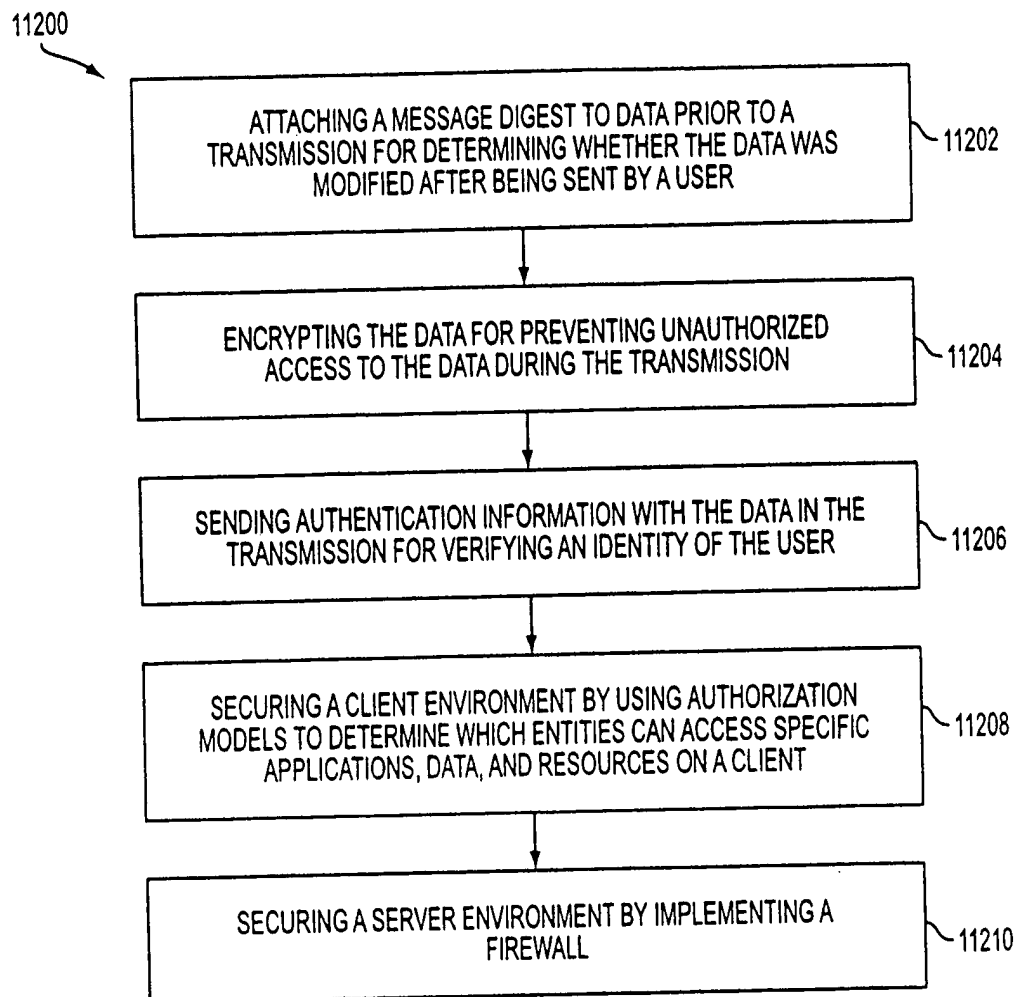 11200
ATTACHING A MESSAGE DIGEST TO DATA PRIOR TO A
TRANSMISSION FOR DETERMINING WHETHER THE DATA WAS
MODIFIED AFTER BEING SENT BY A USER
11202
ENCRYPTING THE DATA FOR PREVENTING UNAUTHORIZED
ACCESS TO THE DATA DURING THE TRANSMISSION
11204
SENDING AUTHENTICATION INFORMATION WITH THE DATA IN THE
TRANSMISSION FOR VERIFYING AN IDENTITY OF THE USER
11206
SECURING A CLIENT ENVIRONMENT BY USING AUTHORIZATION
MODELS TO DETERMINE WHICH ENTITIES CAN ACCESS SPECIFIC
APPLICATIONS, DATA, AND RESOURCES ON A CLIENT
11208
SECURING A SERVER ENVIRONMENT BY IMPLEMENTING A
FIREWALL
11210